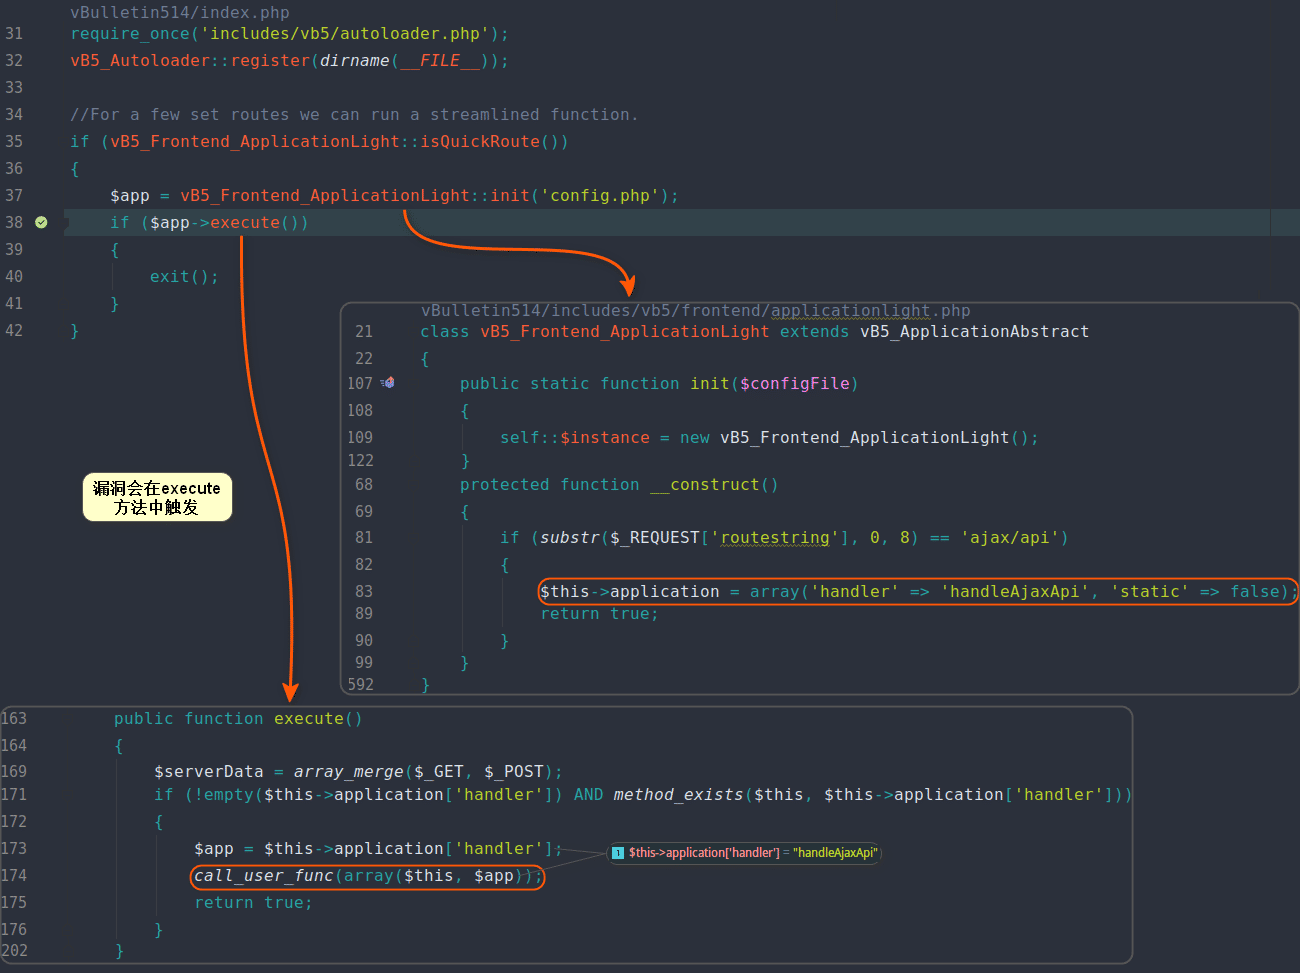 vBulletin514/index.php
31 require_once('includes/vb5/autoloader.php');
32 vB5_Autoloader::register(dirname(__FILE__));
33
34 //For a few set routes we can run a streamlined function.
35 if (vB5_Frontend_ApplicationLight::isQuickRoute())
36 {
37 $app = vB5_Frontend_ApplicationLight::init('config.php');
38 if ($app->execute())
39 {
40 exit();
41 }
42 }
vBulletin514/includes/vb5/frontend/applicationlight.php
21 class vB5_Frontend_ApplicationLight extends vB5_ApplicationAbstract
22 {
107 public static function init($configFile)
108 {
109 self::$instance = new vB5_Frontend_ApplicationLight();
122 }
68 protected function __construct()
69 {
81 if (substr($_REQUEST['routestring'], 0, 8) == 'ajax/api')
82 {
83 $this->application = array('handler' => 'handleAjaxApi', 'static' => false);
89 return true;
90 }
99 }
592 }
漏洞会在execute
方法中触发
163 public function execute()
164 {
169 $serverData = array_merge($_GET, $_POST);
171 if (!empty($this->application['handler']) AND method_exists($this, $this->application['handler']))
172 {
173 $app = $this->application['handler'];
1 $this->application['handler'] = "handleAjaxApi"
174 call_user_func(array($this, $app));
175 return true;
176 }
202 }